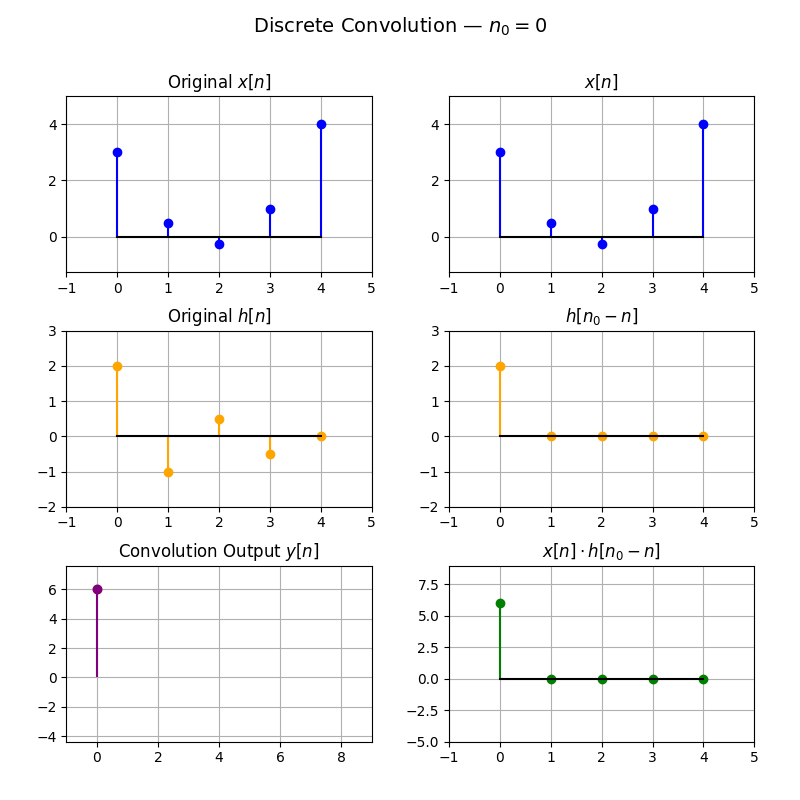 Discrete Convolution — n₀ = 0
Original x[n]
4
2
0
−1 0 1 2 3 4 5
x[n]
4
2
0
−1 0 1 2 3 4 5
Original h[n]
3
2
1
0
−1
−2
−1 0 1 2 3 4 5
h[n₀ − n]
3
2
1
0
−1
−2
−1 0 1 2 3 4 5
Convolution Output y[n]
6
4
2
0
−2
−4
0 2 4 6 8
x[n] · h[n₀ − n]
7.5
5.0
2.5
0.0
−2.5
−5.0
−1 0 1 2 3 4 5